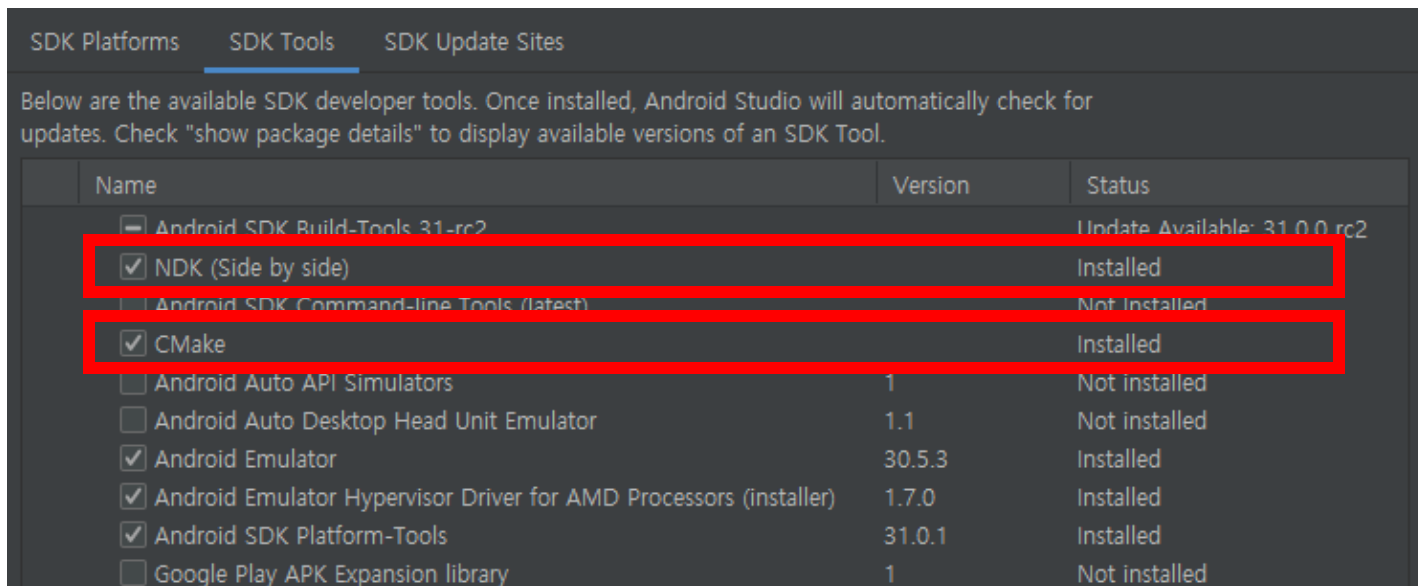 SDK Platforms SDK Tools SDK Update Sites
Below are the available SDK developer tools. Once installed, Android Studio will automatically check for
updates. Check "show package details" to display available versions of an SDK Tool.
Name Version Status
Android SDK Build-Tools 31-rc2 Update Available: 31.0.0 rc2
NDK (Side by side) Installed
Android SDK Command-line Tools (latest) Not Installed
CMake Installed
Android Auto API Simulators 1 Not installed
Android Auto Desktop Head Unit Emulator 1.1 Not installed
Android Emulator 30.5.3 Installed
Android Emulator Hypervisor Driver for AMD Processors (installer) 1.7.0 Installed
Android SDK Platform-Tools 31.0.1 Installed
Google Play APK Expansion library 1 Not installed